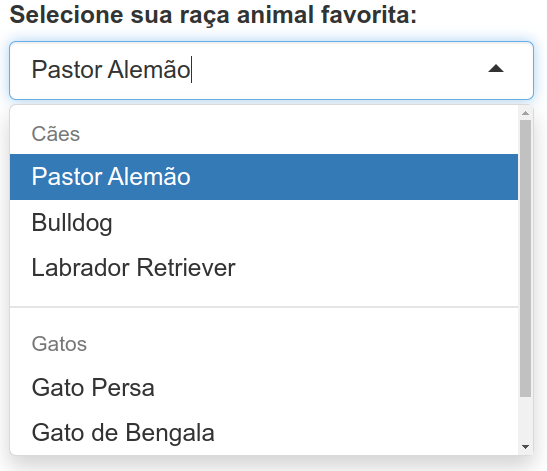 Selecione sua raça animal favorita:
Pastor Alemão
Cães
Pastor Alemão
Bulldog
Labrador Retriever
Gatos
Gato Persa
Gato de Bengala